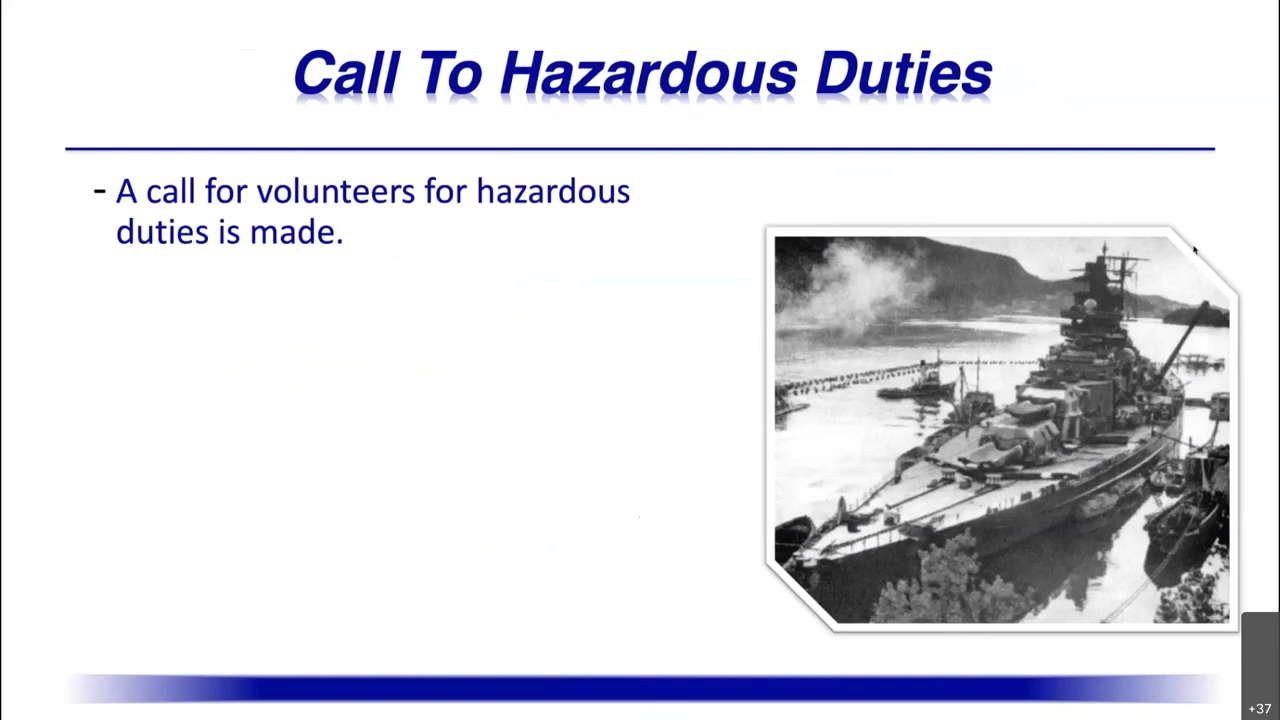 Call To Hazardous Duties
- A call for volunteers for hazardous
duties is made.
+37